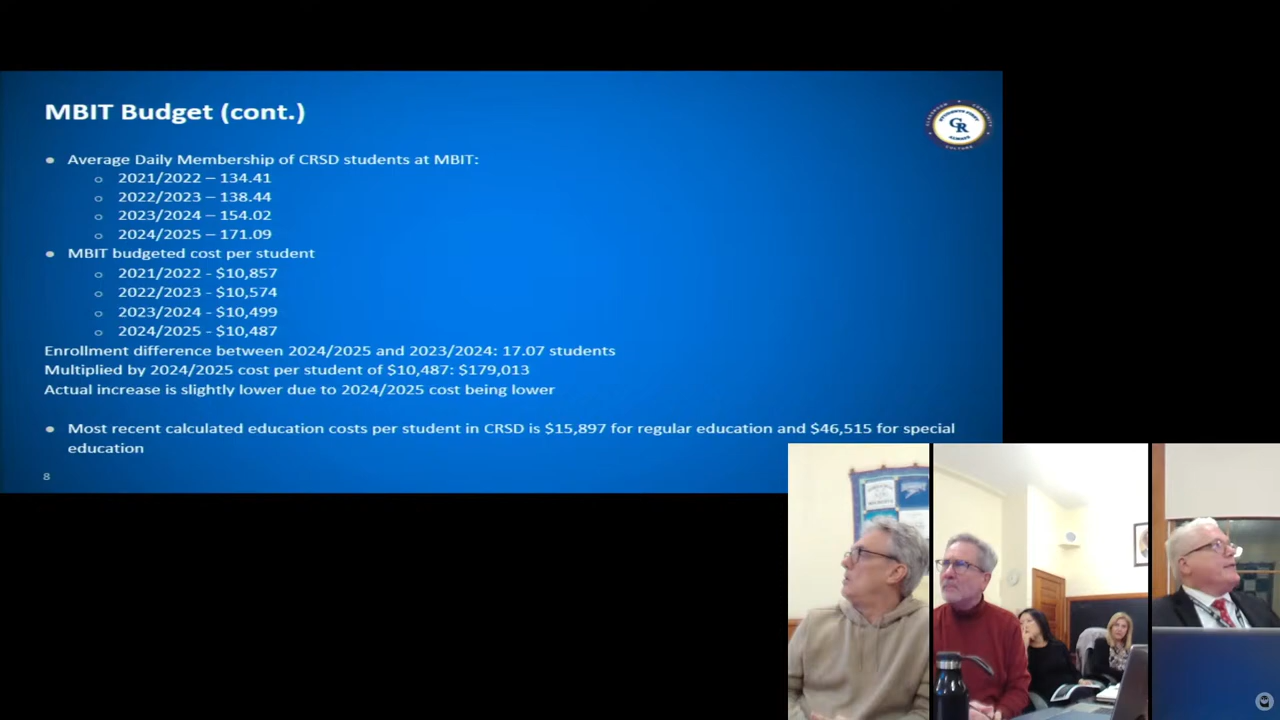 MBIT Budget (cont.)
GR
• Average Daily Membership of CRSD students at MBIT:
○ 2021/2022 – 134.41
○ 2022/2023 – 138.44
○ 2023/2024 – 154.02
○ 2024/2025 – 171.09
• MBIT budgeted cost per student
○ 2021/2022 - $10,857
○ 2022/2023 - $10,574
○ 2023/2024 - $10,499
○ 2024/2025 - $10,487
Enrollment difference between 2024/2025 and 2023/2024: 17.07 students
Multiplied by 2024/2025 cost per student of $10,487: $179,013
Actual increase is slightly lower due to 2024/2025 cost being lower
• Most recent calculated education costs per student in CRSD is $15,897 for regular education and $46,515 for special
education
8